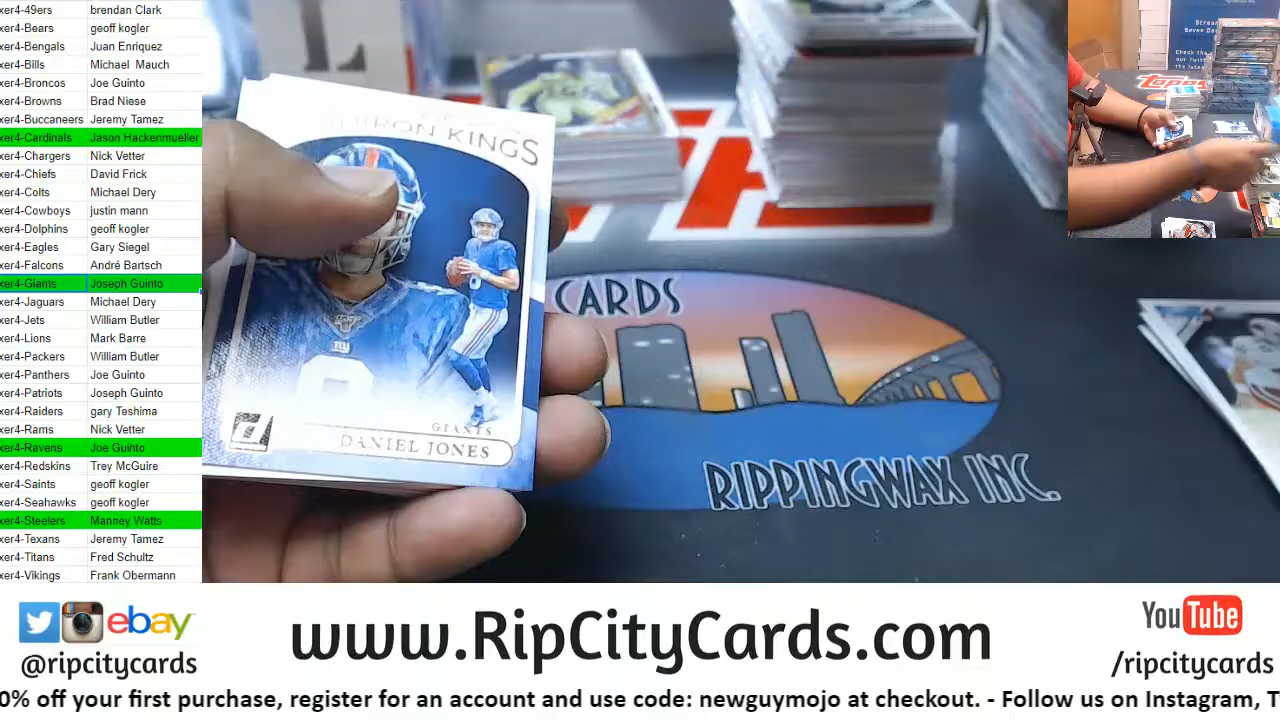 xer4-49ers brendan Clark
xer4-Bears geoff kogler
xer4-Bengals Juan Enriquez
xer4-Bills Michael Mauch
xer4-Broncos Joe Guinto
xer4-Browns Brad Niese
xer4-Buccaneers Jeremy Tamez
xer4-Cardinals Jason Hackenmueller
xer4-Chargers Nick Vetter
xer4-Chiefs David Frick
xer4-Colts Michael Dery
xer4-Cowboys justin mann
xer4-Dolphins geoff kogler
xer4-Eagles Gary Siegel
xer4-Falcons André Bartsch
xer4-Giants Joseph Guinto
xer4-Jaguars Michael Dery
xer4-Jets William Butler
xer4-Lions Mark Barre
xer4-Packers William Butler
xer4-Panthers Joe Guinto
xer4-Patriots Joseph Guinto
xer4-Raiders gary Teshima
xer4-Rams Nick Vetter
xer4-Ravens Joe Guinto
xer4-Redskins Trey McGuire
xer4-Saints geoff kogler
xer4-Seahawks geoff kogler
xer4-Steelers Manney Watts
xer4-Texans Jeremy Tamez
xer4-Titans Fred Schultz
xer4-Vikings Frank Obermann
KINGS
GIANTS
DANIEL JONES
CARDS
RIPPINGWAX INC.
Seven Da
Check the
Topps
ebay
@ripcitycards
www.RipCityCards.com
YouTube
/ripcitycards
0% off your first purchase, register for an account and use code: newguymojo at checkout. - Follow us on Instagram, T